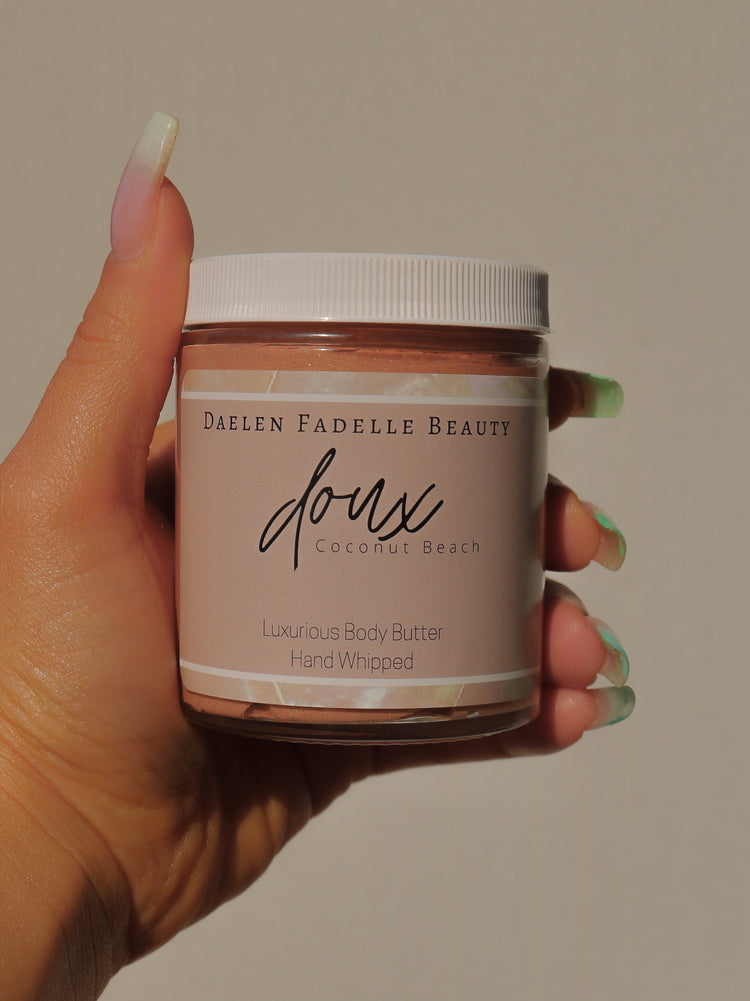 Daelen Fadelle Beauty
doux
Coconut Beach
Luxurious Body Butter
Hand Whipped